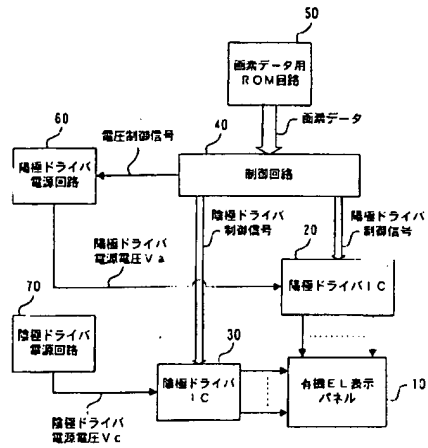 50
画素データ用
ROM回路
画素データ
60
電圧制御信号
40
陽極ドライバ
電源回路
制御回路
陰極ドライバ
制御信号
陽極ドライバ
制御信号
20
陽極ドライバ
電源電圧Va
70
陽極ドライバIC
陰極ドライバ
電源回路
30
陰極ドライバ
IC
有機EL表示
パネル
10
陰極ドライバ
電源電圧Vc